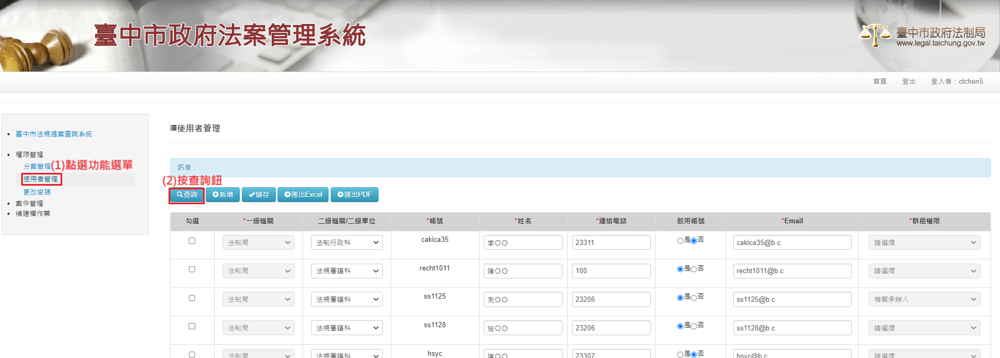 臺中市政府法案管理系統
臺中市政府法制局
www.legal.taichung.gov.tw
首頁 登出 登入者：ctchen5
臺中市法規提案查詢系統
權限管理
分案管理
(1)點選功能選單
使用者管理
更改密碼
案件管理
補建檔作業
使用者管理
訊息：
(2)按查詢鈕
查詢 新增 儲存 匯出Excel 匯出PDF
勾選 *一級機關 二級機關/二級單位 *帳號 *姓名 *連絡電話 啟用帳號 *Email *群組權限
法制局 法制行政科 cakica35 李〇〇 23311 是 否 cakica35@b.c 請選擇
法制局 法規審議科 recht1011 陳〇〇 100 是 否 recht1011@b.c 請選擇
法制局 法規審議科 ss1125 測〇〇 23206 是 否 ss1125@b.c 機關承辦人
法制局 法規審議科 ss1128 施〇〇 23206 是 否 ss1128@b.c 請選擇
法制局 法規審議科 hsyc 陳〇〇 23307 是 否 hsyc@b.c 請選擇